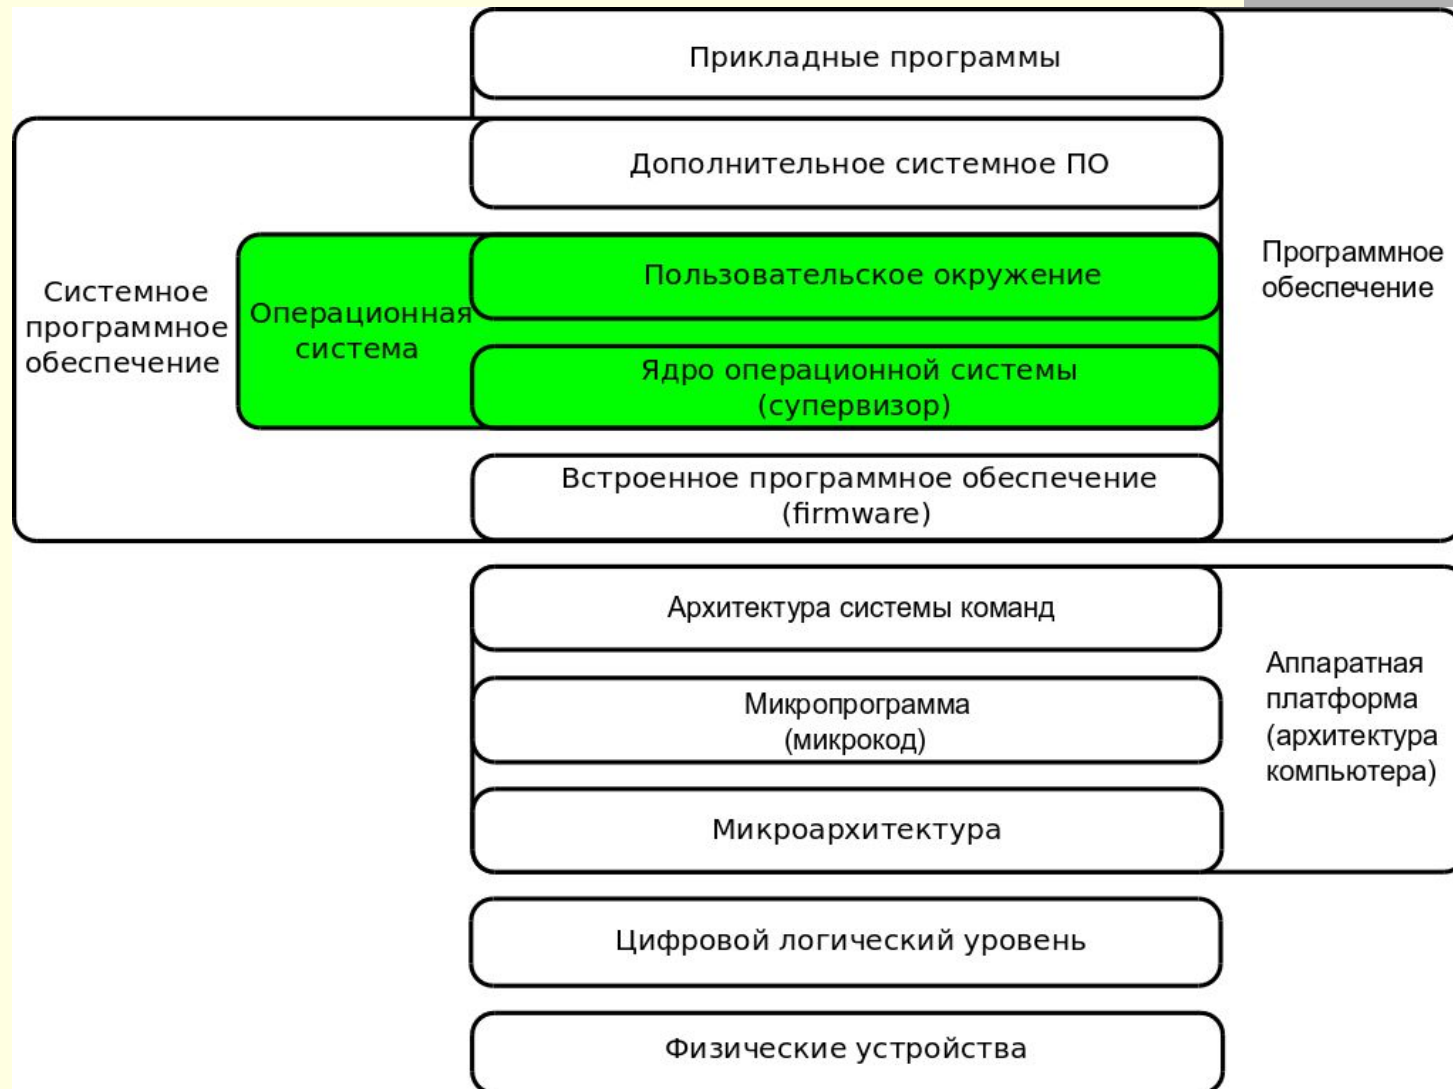 Прикладные программы
Дополнительное системное ПО
Программное
обеспечение
Системное
программное
обеспечение
Операционная
система
Пользовательское окружение
Ядро операционной системы
(супервизор)
Встроенное программное обеспечение
(firmware)
Архитектура системы команд
Аппаратная
платформа
(архитектура
компьютера)
Микропрограмма
(микрокод)
Микроархитектура
Цифровой логический уровень
Физические устройства